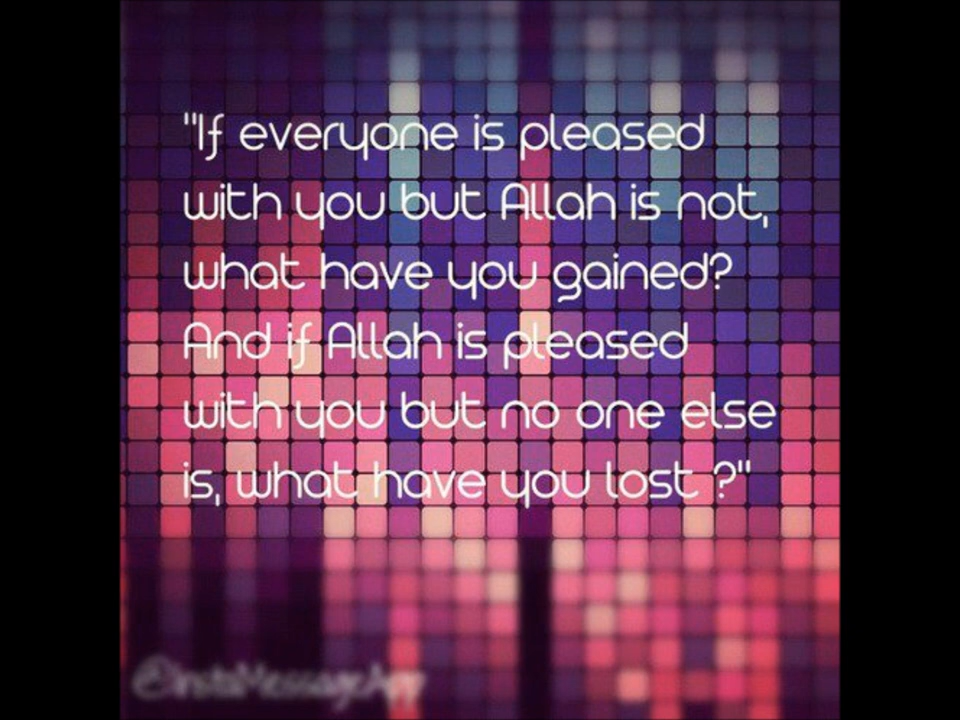 "If everyone is pleased
with you but Allah is not,
what have you gained?
And if Allah is pleased
with you but no one else
is, what have you lost ?"
@InstaMessageApp